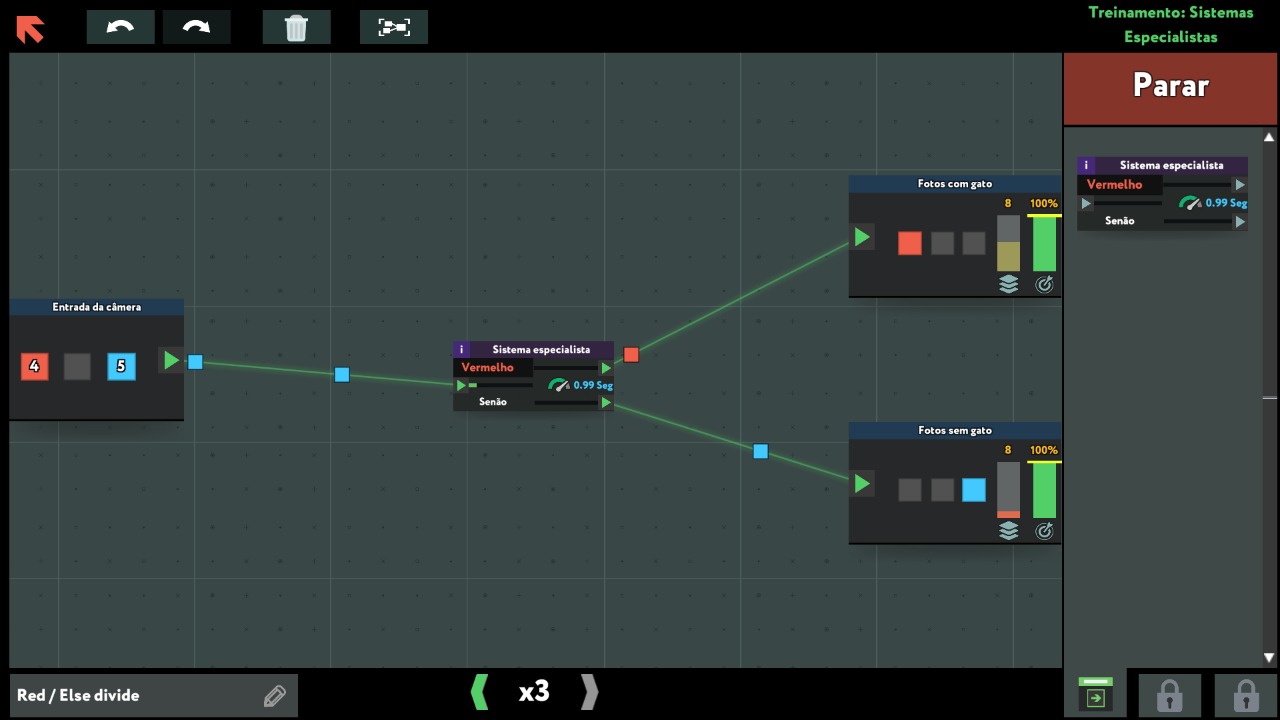 Treinamento: Sistemas
Especialistas
Parar
i Sistema especialista
Vermelho
0.99 Seg
Senão
Fotos com gato
8 100%
Entrada da câmera
4 5
i Sistema especialista
Vermelho
0.99 Seg
Senão
Fotos sem gato
8 100%
Red / Else divide
x3